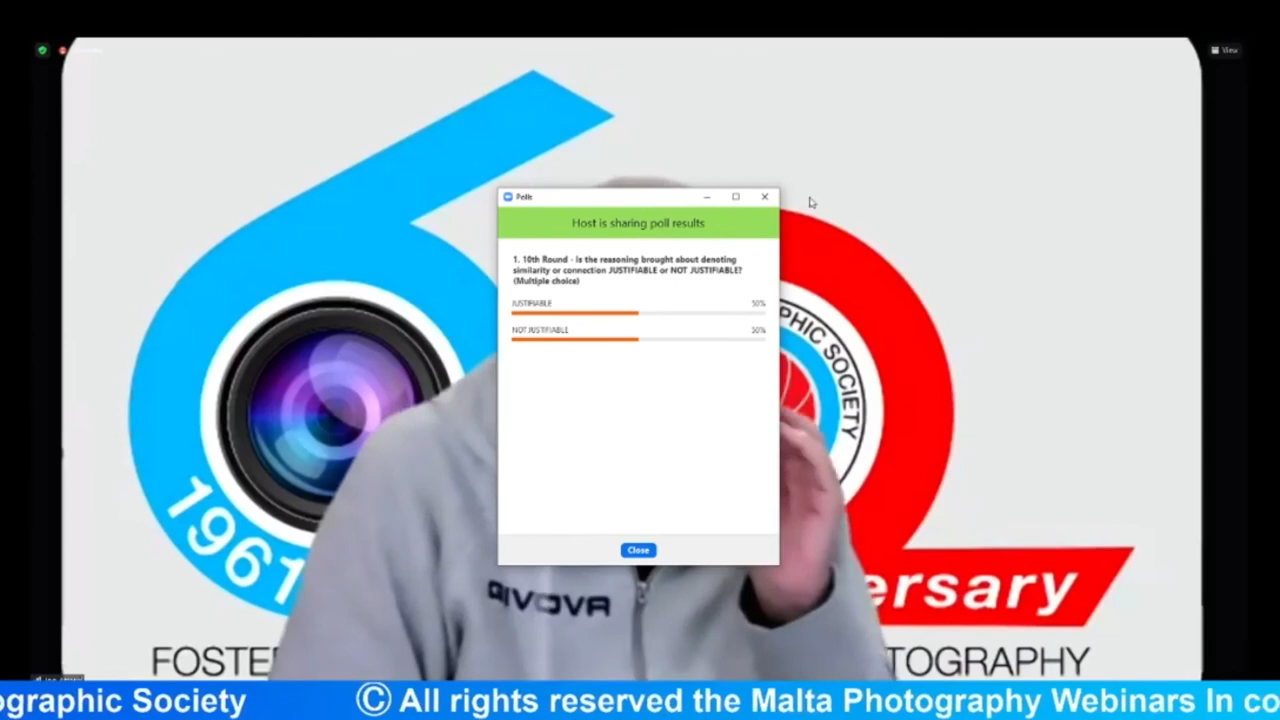 View
Polls
Host is sharing poll results
1. 10th Round - Is the reasoning brought about denoting
similarity or connection JUSTIFIABLE or NOT JUSTIFIABLE?
(Multiple choice)
JUSTIFIABLE 50%
NOT JUSTIFIABLE 50%
PHIC SOCIETY
1961
Close
GIVOVA
ersary
FOSTE
TOGRAPHY
ographic Society © All rights reserved the Malta Photography Webinars In co